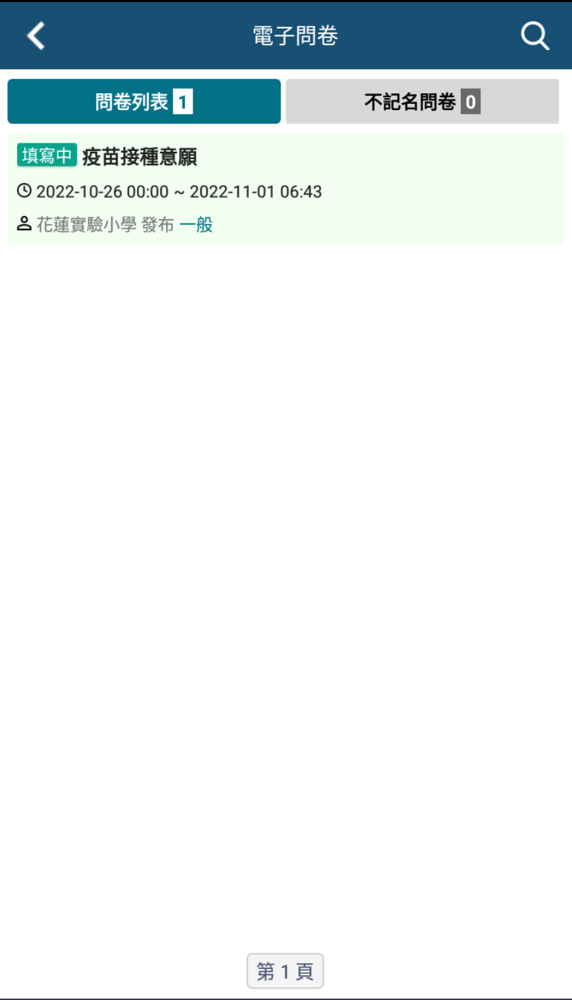 電子問卷
問卷列表 1
不記名問卷 0
填寫中 疫苗接種意願
2022-10-26 00:00 ~ 2022-11-01 06:43
花蓮實驗小學 發布 一般
第 1 頁